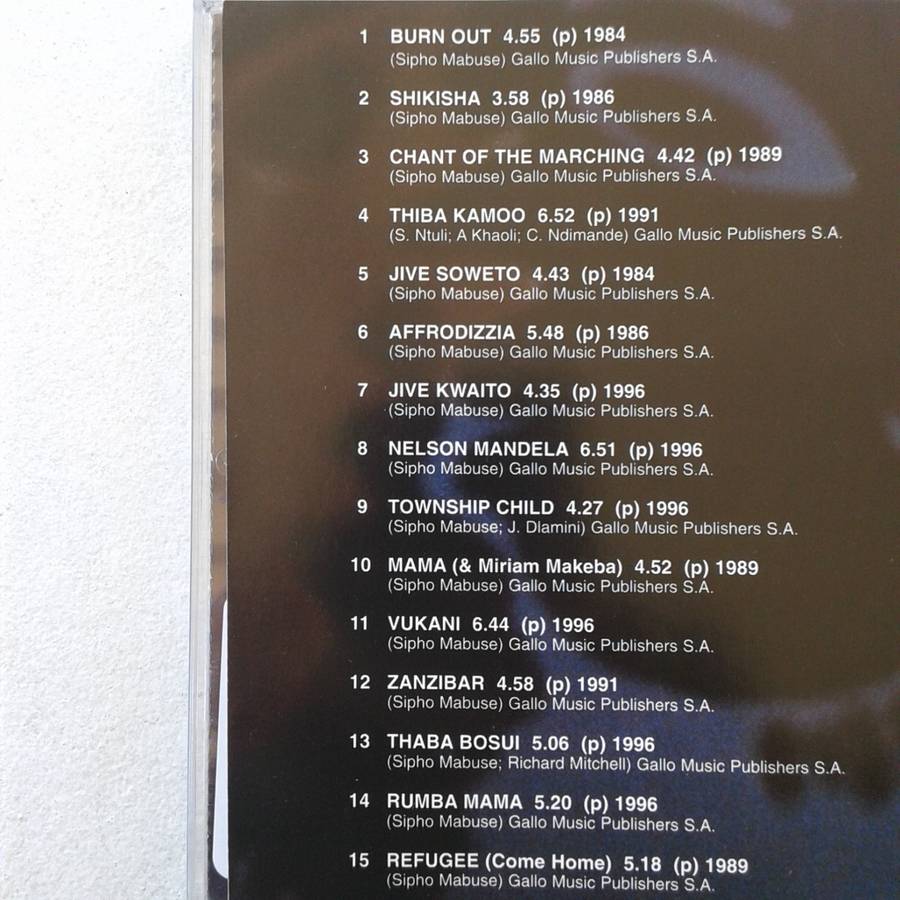 1 BURN OUT 4.55 (p) 1984
(Sipho Mabuse) Gallo Music Publishers S.A.
2 SHIKISHA 3.58 (p) 1986
(Sipho Mabuse) Gallo Music Publishers S.A.
3 CHANT OF THE MARCHING 4.42 (p) 1989
(Sipho Mabuse) Gallo Music Publishers S.A.
4 THIBA KAMOO 6.52 (p) 1991
(S. Ntuli; A Khaoli; C. Ndimande) Gallo Music Publishers S.A.
5 JIVE SOWETO 4.43 (p) 1984
(Sipho Mabuse) Gallo Music Publishers S.A.
6 AFFRODIZZIA 5.48 (p) 1986
(Sipho Mabuse) Gallo Music Publishers S.A.
7 JIVE KWAITO 4.35 (p) 1996
(Sipho Mabuse) Gallo Music Publishers S.A.
8 NELSON MANDELA 6.51 (p) 1996
(Sipho Mabuse) Gallo Music Publishers S.A.
9 TOWNSHIP CHILD 4.27 (p) 1996
(Sipho Mabuse; J. Dlamini) Gallo Music Publishers S.A.
10 MAMA (& Miriam Makeba) 4.52 (p) 1989
(Sipho Mabuse) Gallo Music Publishers S.A.
11 VUKANI 6.44 (p) 1996
(Sipho Mabuse) Gallo Music Publishers S.A.
12 ZANZIBAR 4.58 (p) 1991
(Sipho Mabuse) Gallo Music Publishers S.A.
13 THABA BOSUI 5.06 (p) 1996
(Sipho Mabuse; Richard Mitchell) Gallo Music Publishers S.A.
14 RUMBA MAMA 5.20 (p) 1996
(Sipho Mabuse) Gallo Music Publishers S.A.
15 REFUGEE (Come Home) 5.18 (p) 1989
(Sipho Mabuse) Gallo Music Publishers S.A.